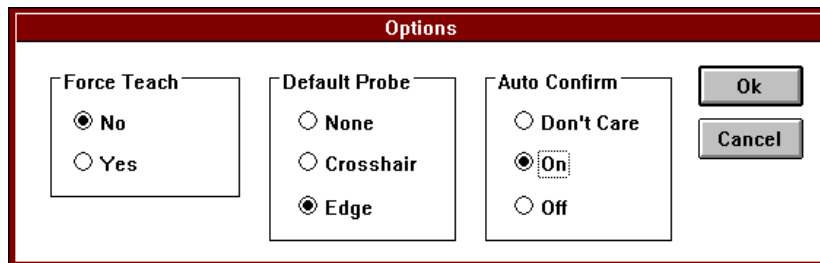 Options
Force Teach
No
Yes
Default Probe
None
Crosshair
Edge
Auto Confirm
Don't Care
On
Off
Ok
Cancel